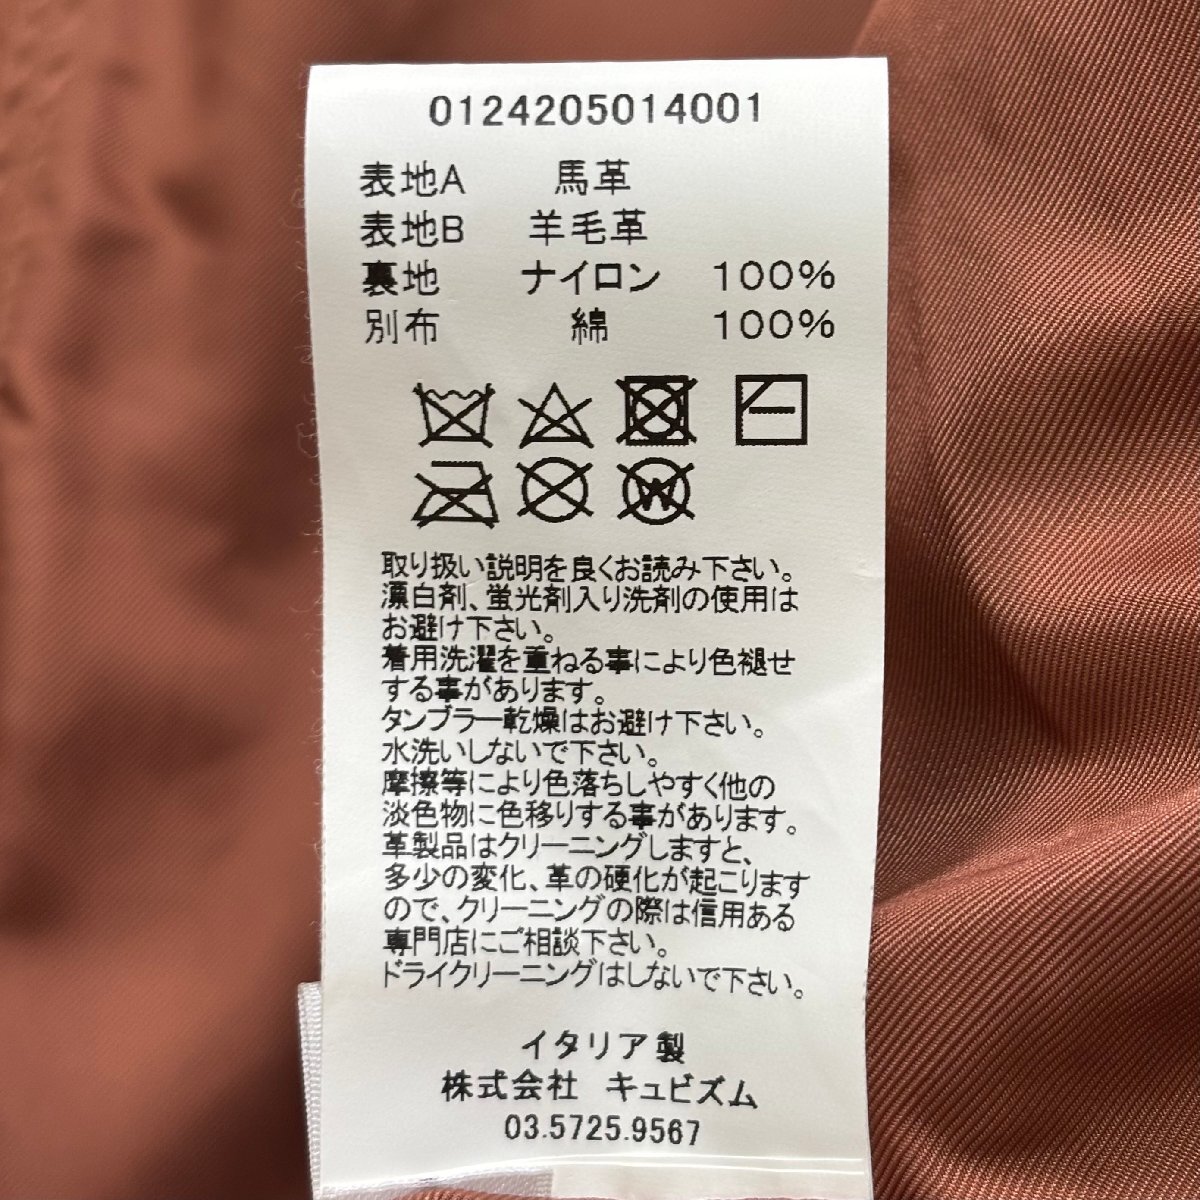 0124205014001
表地A 馬革
表地B 羊毛革
裏地 ナイロン 100%
別布 綿 100%
取り扱い説明を良くお読み下さい。
漂白剤、蛍光剤入り洗剤の使用は
お避け下さい。
着用洗濯を重ねる事により色褪せ
する事があります。
タンブラー乾燥はお避け下さい。
水洗いしないで下さい。
摩擦等により色落ちしやすく他の
淡色物に色移りする事があります。
革製品はクリーニングしますと、
多少の変化、革の硬化が起こります
ので、クリーニングの際は信用ある
専門店にご相談下さい。
ドライクリーニングはしないで下さい。
イタリア製
株式会社 キュビズム
03.5725.9567